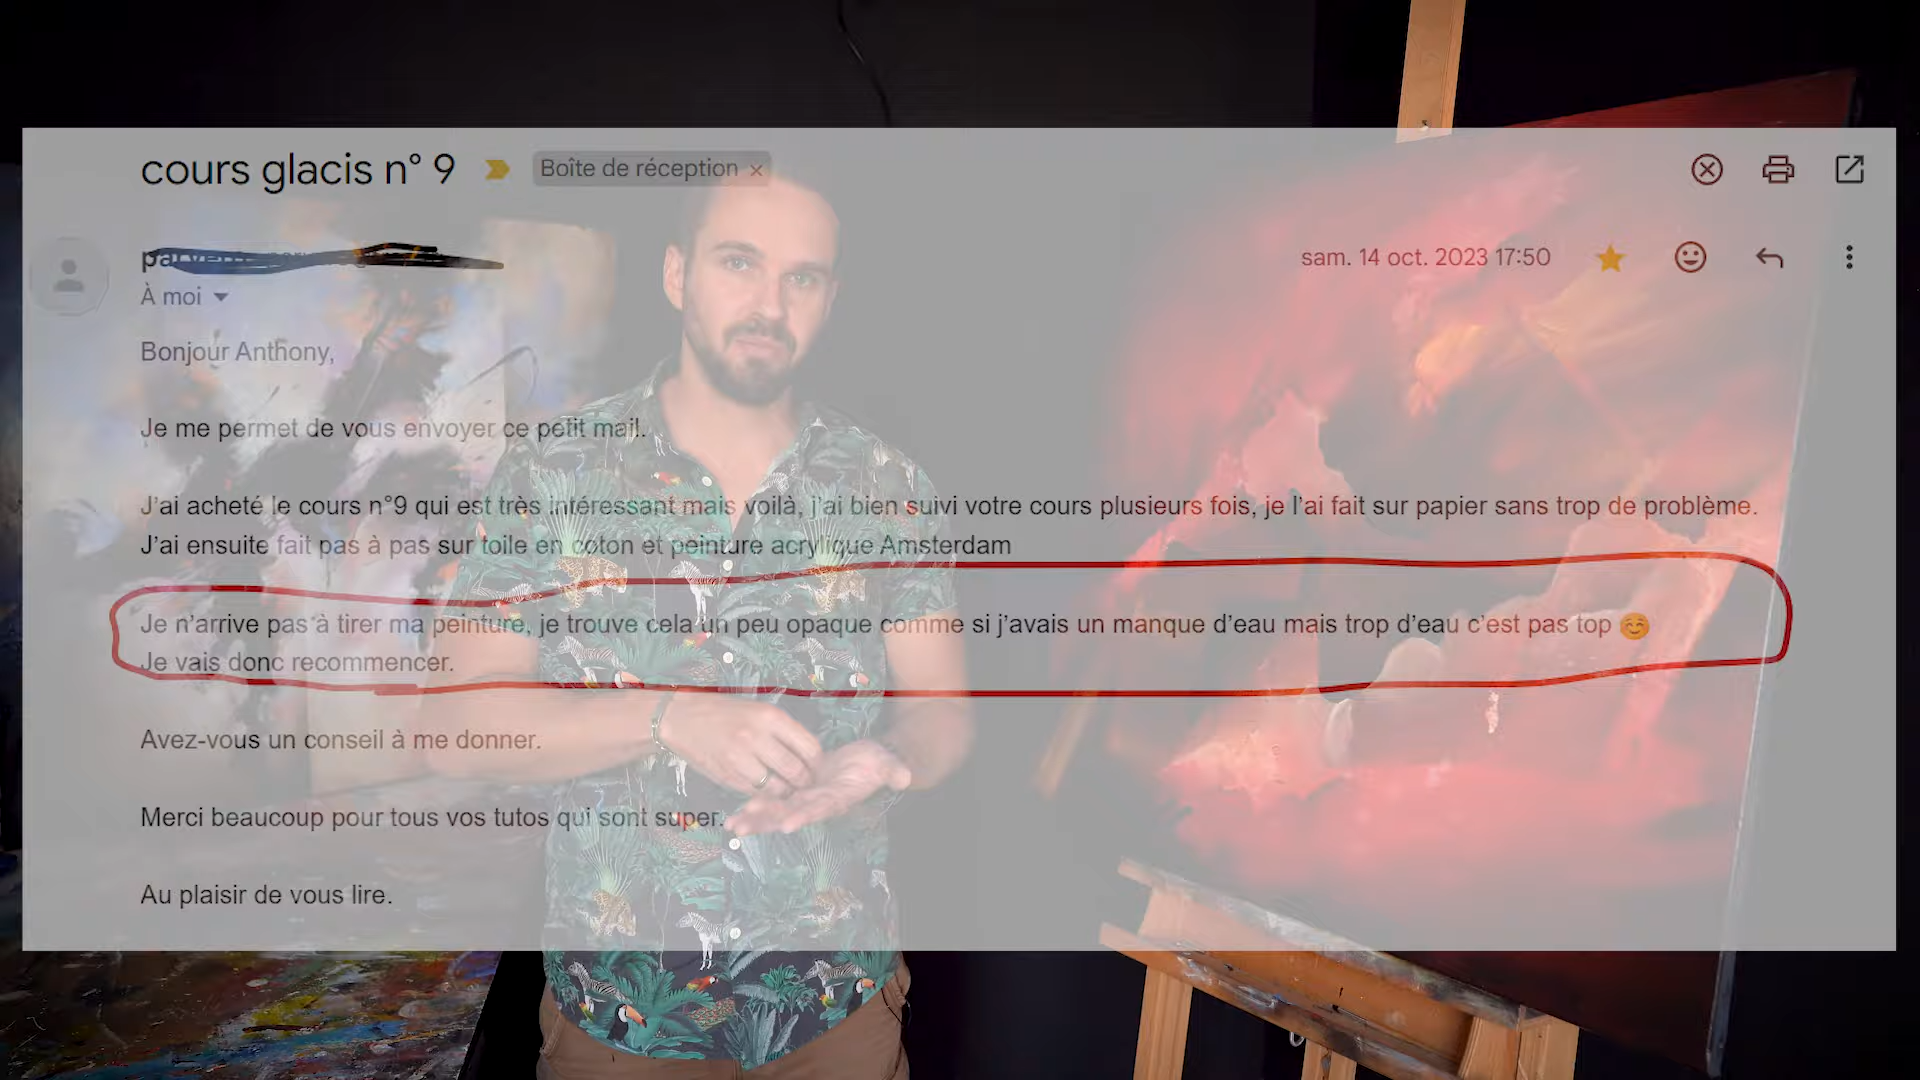 cours glacis n° 9
Boîte de réception
sam. 14 oct. 2023 17:50
À moi
Bonjour Anthony,
Je me permet de vous envoyer ce petit mail.
J’ai acheté le cours n°9 qui est très intéressant mais voilà, j’ai bien suivi votre cours plusieurs fois, je l’ai fait sur papier sans trop de problème.
J’ai ensuite fait pas à pas sur toile en coton et peinture acrylique Amsterdam
Je n’arrive pas à tirer ma peinture, je trouve cela un peu opaque comme si j’avais un manque d’eau mais trop d’eau c’est pas top 😊
Je vais donc recommencer.
Avez-vous un conseil à me donner.
Merci beaucoup pour tous vos tutos qui sont super.
Au plaisir de vous lire.